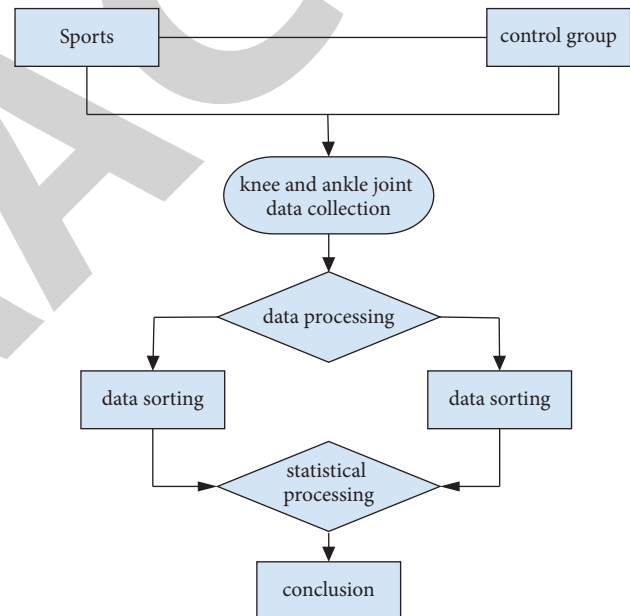 Sports
control group
knee and ankle joint
data collection
data processing
data sorting
data sorting
statistical
processing
conclusion